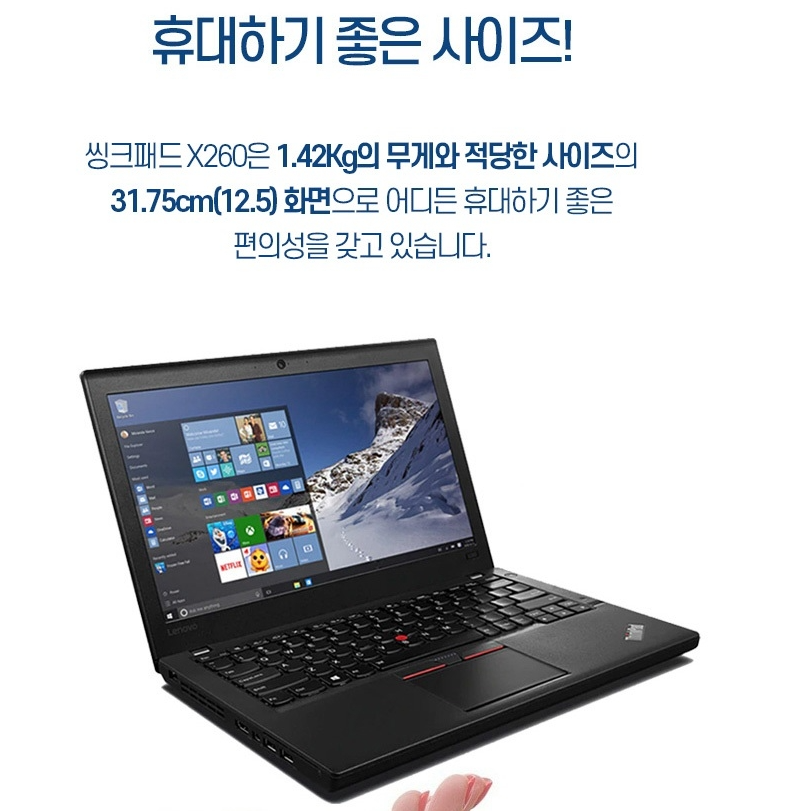 휴대하기 좋은 사이즈!
씽크패드 X260은 1.42Kg의 무게와 적당한 사이즈의
31.75cm(12.5) 화면으로 어디든 휴대하기 좋은
편의성을 갖고 있습니다.
NETFLIX
Lenovo
ThinkPad